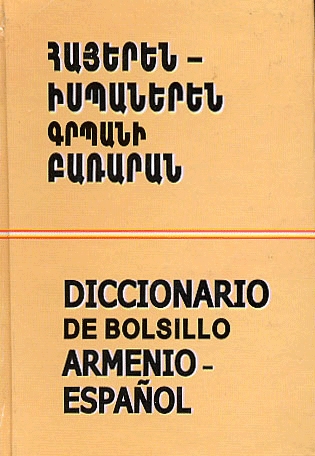 ՀԱՅԵՐԵՆ –
ԻՍՊԱՆԵՐԵՆ
ԳՐՊԱՆԻ
ԲԱՌԱՐԱՆ
DICCIONARIO
DE BOLSILLO
ARMENIO -
ESPAÑOL